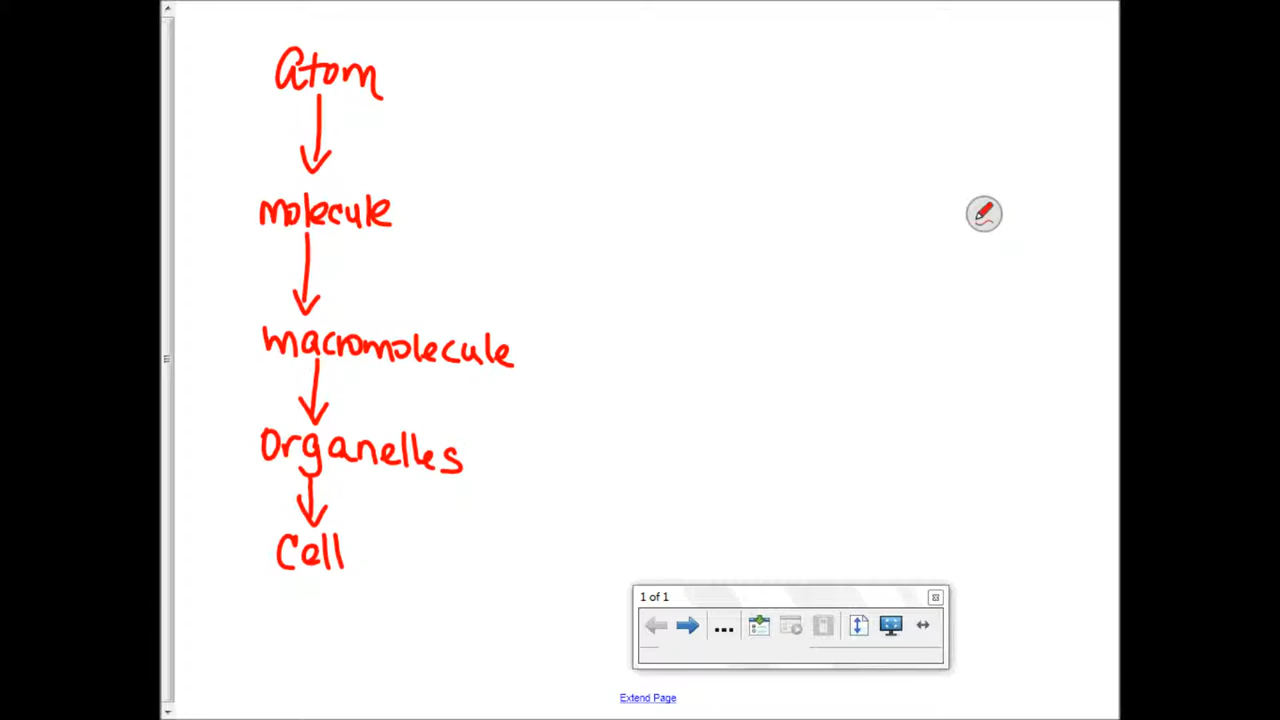 Atom
molecule
macromolecule
Organelles
Cell
1 of 1
...
Extend Page